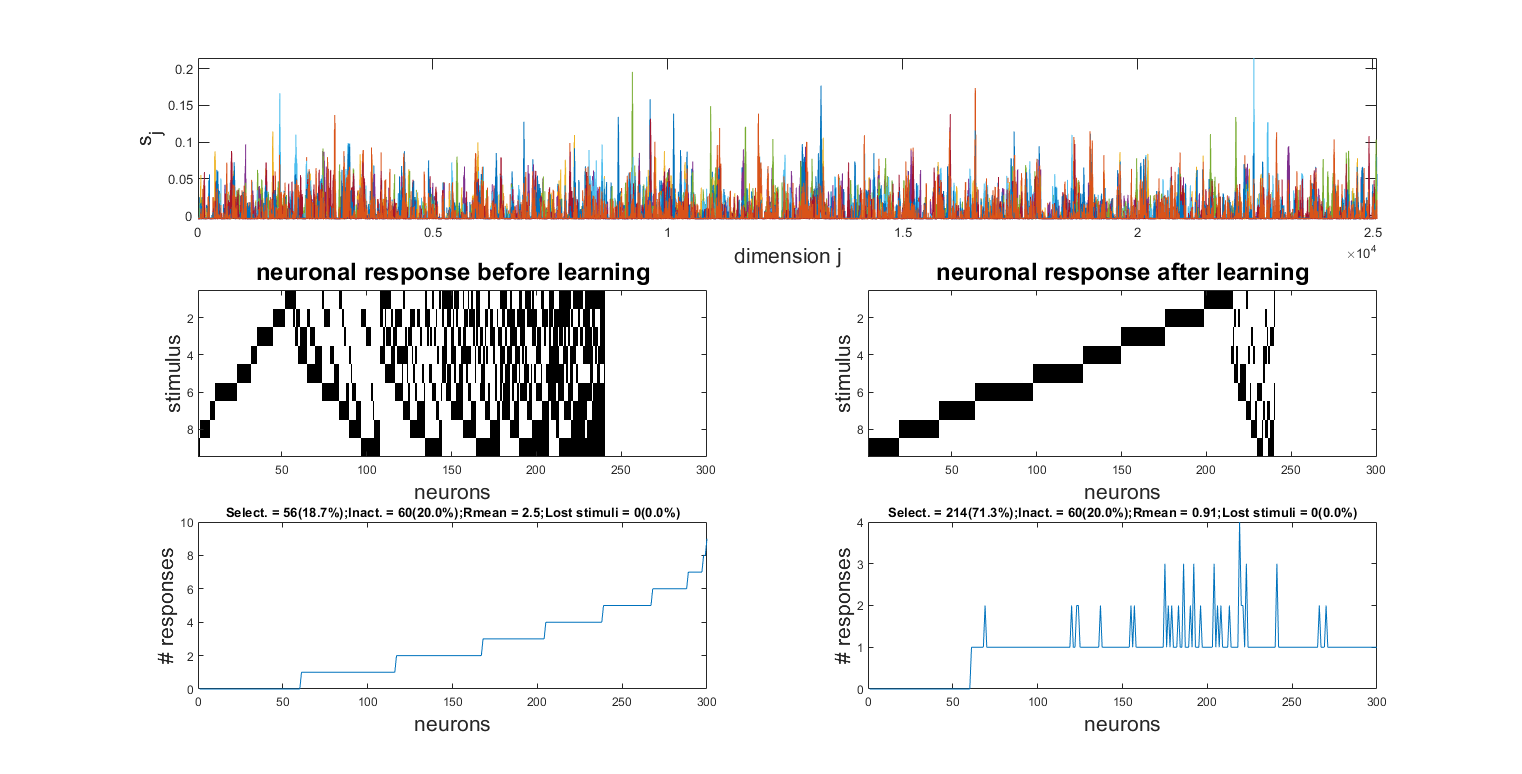 0.2
0.15
0.1
0.05
0
s_j
0 0.5 1 1.5 2 2.5
×10^4
dimension j
neuronal response before learning
2
4
6
8
stimulus
50 100 150 200 250 300
neurons
neuronal response after learning
2
4
6
8
stimulus
50 100 150 200 250 300
neurons
Select. = 56(18.7%);Inact. = 60(20.0%);Rmean = 2.5;Lost stimuli = 0(0.0%)
10
8
6
4
2
0
# responses
0 50 100 150 200 250 300
neurons
Select. = 214(71.3%);Inact. = 60(20.0%);Rmean = 0.91;Lost stimuli = 0(0.0%)
4
3
2
1
0
# responses
0 50 100 150 200 250 300
neurons